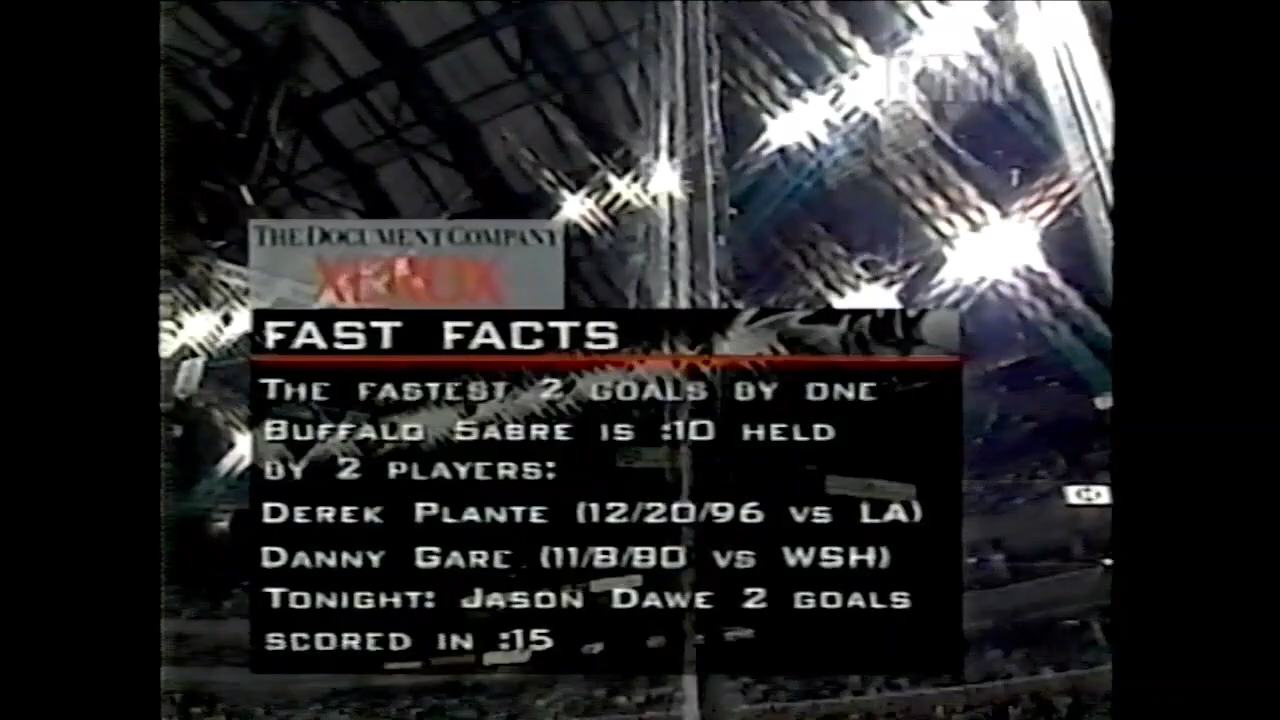 THE DOCUMENT COMPANY
XEROX
FAST FACTS
THE FASTEST 2 GOALS BY ONE
BUFFALO SABRE IS :10 HELD
BY 2 PLAYERS:
DEREK PLANTE (12/20/96 VS LA)
DANNY GARE (11/8/80 VS WSH)
TONIGHT: JASON DAWE 2 GOALS
SCORED IN :15